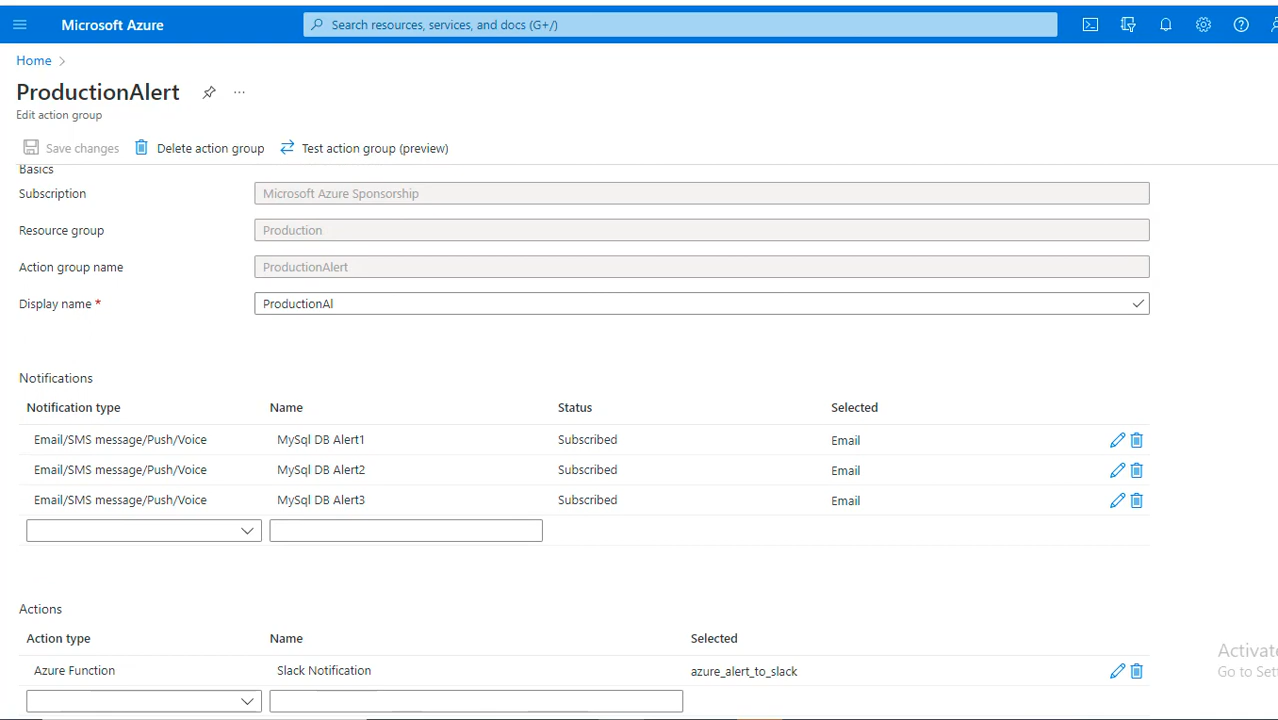 Microsoft Azure
Search resources, services, and docs (G+/)
Home
ProductionAlert
Edit action group
Save changes Delete action group Test action group (preview)
Basics
Subscription Microsoft Azure Sponsorship
Resource group Production
Action group name ProductionAlert
Display name * ProductionAl
Notifications
Notification type Name Status Selected
Email/SMS message/Push/Voice MySql DB Alert1 Subscribed Email
Email/SMS message/Push/Voice MySql DB Alert2 Subscribed Email
Email/SMS message/Push/Voice MySql DB Alert3 Subscribed Email
Actions
Action type Name Selected
Azure Function Slack Notification azure_alert_to_slack
Activate
Go to Sett